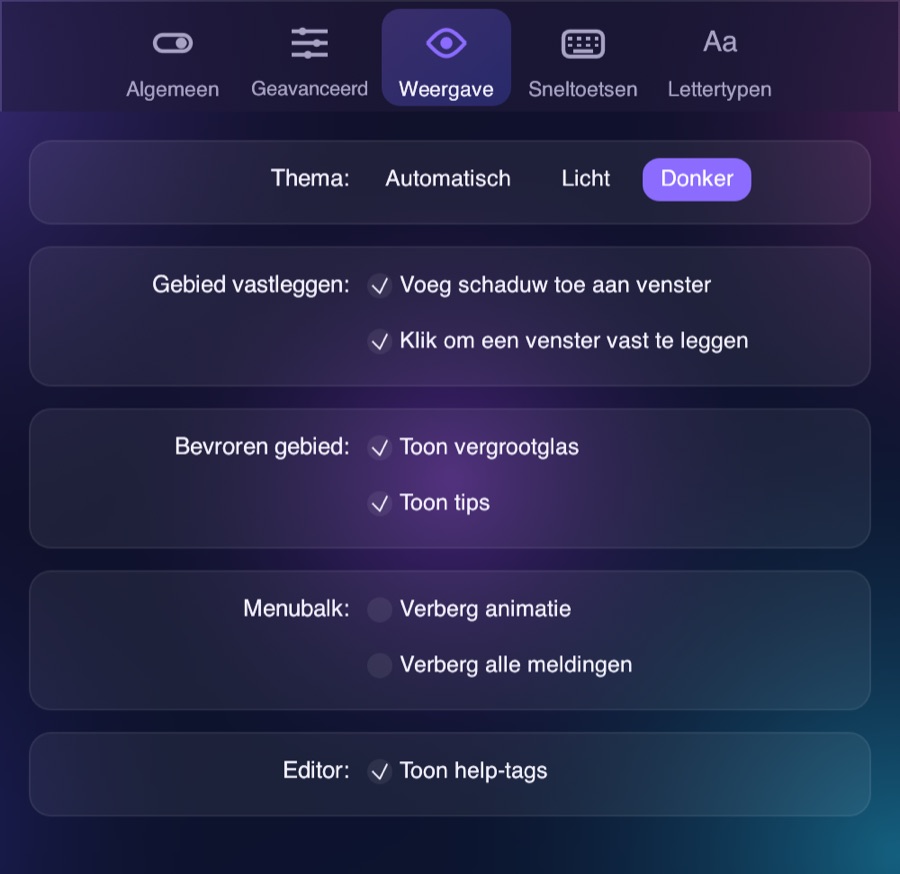 Algemeen Geavanceerd Weergave Sneltoetsen Aa Lettertypen
Thema: Automatisch Licht Donker
Gebied vastleggen: Voeg schaduw toe aan venster
Klik om een venster vast te leggen
Bevroren gebied: Toon vergrootglas
Toon tips
Menubalk: Verberg animatie
Verberg alle meldingen
Editor: Toon help-tags